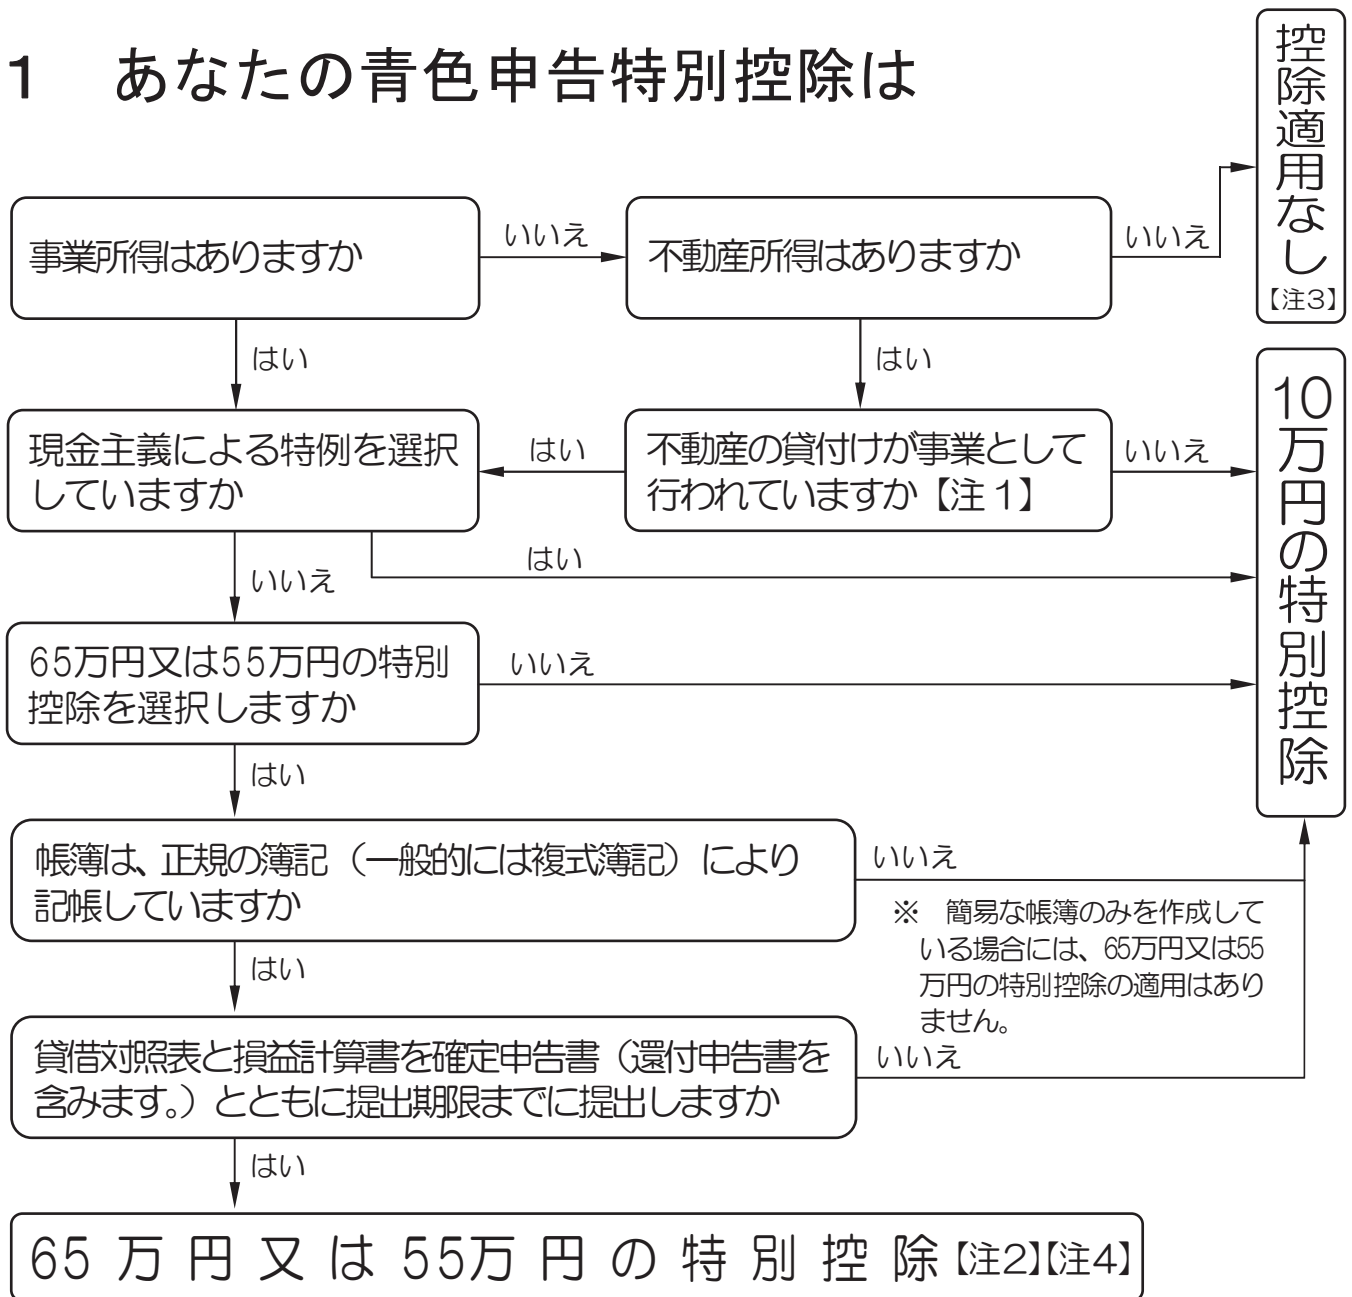 1 あなたの青色申告特別控除は
控除適用なし
【注3】
事業所得はありますか
いいえ
不動産所得はありますか
いいえ
はい
はい
10万円の特別控除
現金主義による特例を選択
していますか
はい
不動産の貸付けが事業として
行われていますか【注1】
いいえ
はい
いいえ
65万円又は55万円の特別
控除を選択しますか
いいえ
はい
帳簿は、正規の簿記（一般的には複式簿記）により
記帳していますか
いいえ
※ 簡易な帳簿のみを作成して
いる場合には、65万円又は55
万円の特別控除の適用はあり
ません。
はい
貸借対照表と損益計算書を確定申告書（還付申告書を
含みます。）とともに提出期限までに提出しますか
いいえ
はい
65万円又は55万円の特別控除【注2】【注4】